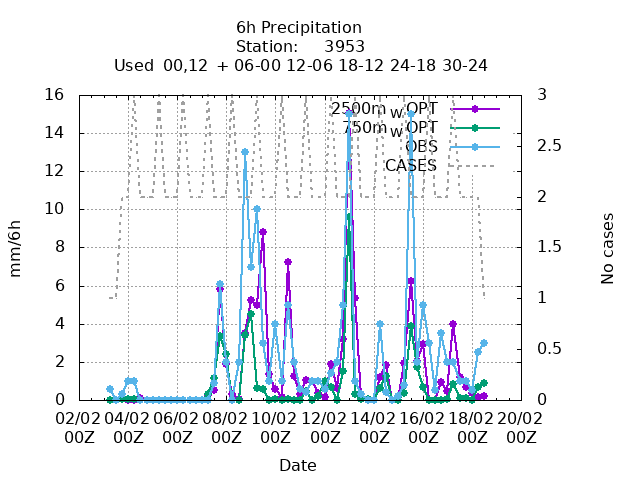 6h Precipitation
Station: 3953
Used 00,12 + 06-00 12-06 18-12 24-18 30-24
16
14
12
10
8
6
4
2
0
3
2.5
2
1.5
1
0.5
0
mm/6h
No cases
2500m_W OPT
750m_W OPT
OBS
CASES
02/02 04/02 06/02 08/02 10/02 12/02 14/02 16/02 18/02 20/02
00Z 00Z 00Z 00Z 00Z 00Z 00Z 00Z 00Z 00Z
Date